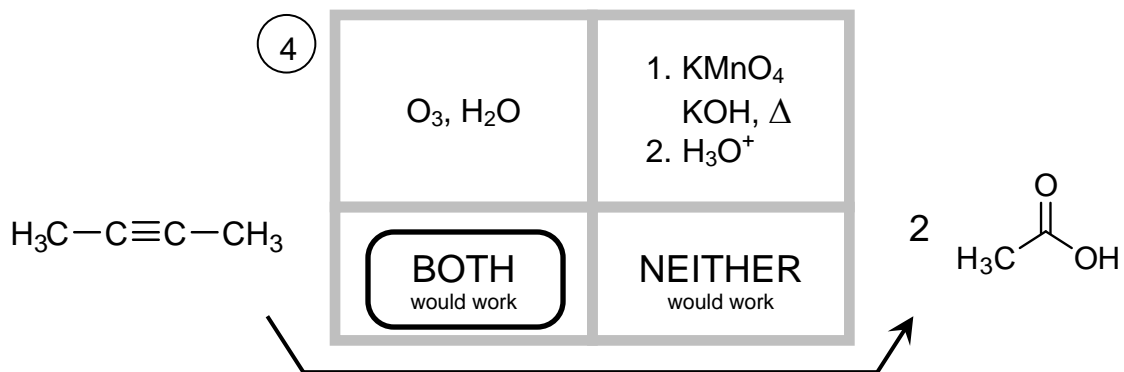 4
O₃, H₂O
1. KMnO₄
KOH, Δ
2. H₃O⁺
H₃C—C≡C—CH₃
BOTH
would work
NEITHER
would work
2
O
H₃C
OH